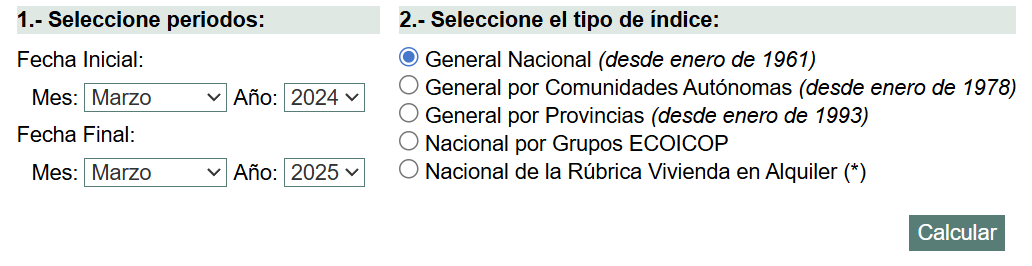 1.- Seleccione periodos:
Fecha Inicial:
Mes: Marzo Año: 2024
Fecha Final:
Mes: Marzo Año: 2025
2.- Seleccione el tipo de índice:
General Nacional (desde enero de 1961)
General por Comunidades Autónomas (desde enero de 1978)
General por Provincias (desde enero de 1993)
Nacional por Grupos ECOICOP
Nacional de la Rúbrica Vivienda en Alquiler (*)
Calcular